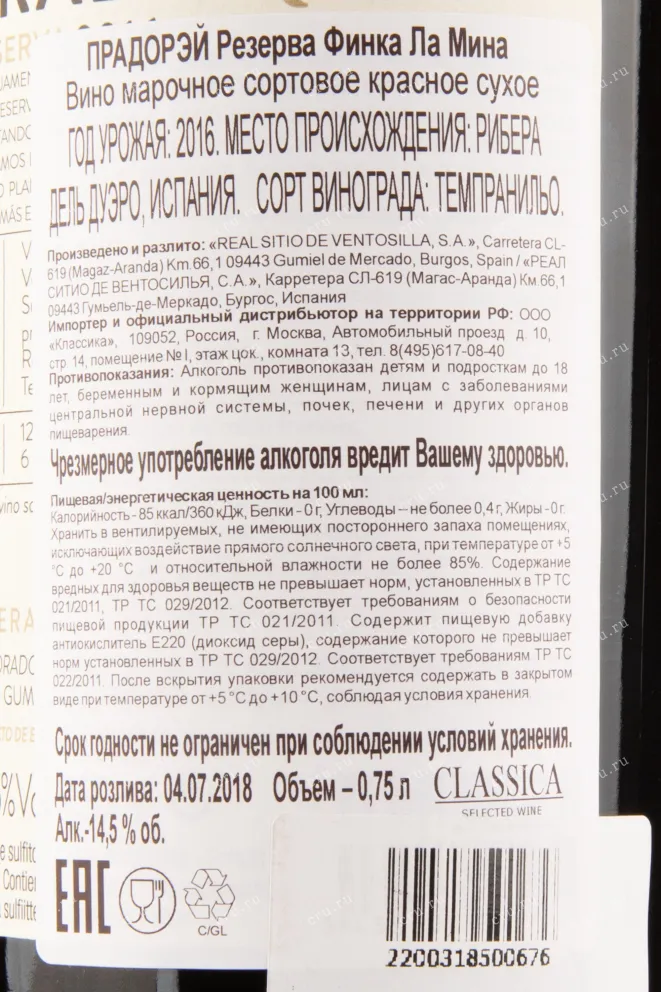 ПРАДОРЭЙ Резерва Финка Ла Мина
Вино марочное сортовое красное сухое
ГОД УРОЖАЯ: 2016. МЕСТО ПРОИСХОЖДЕНИЯ: РИБЕРА
ДЕЛЬ ДУЭРО, ИСПАНИЯ. СОРТ ВИНОГРАДА: ТЕМПРАНИЛЬО.
Произведено и разлито: «REAL SITIO DE VENTOSILLA, S.A.», Carretera CL-
619 (Magaz-Aranda) Km.66,1 09443 Gumiel de Mercado, Burgos, Spain / «РЕАЛ
СИТИО ДЕ ВЕНТОСИЛЬЯ, С.А.», Карретера СЛ-619 (Магас-Аранда) Км.66,1
09443 Гумьель-де-Меркадо, Бургос, Испания
Импортер и официальный дистрибьютор на территории РФ: ООО
«Классика», 109052, Россия, г. Москва, Автомобильный проезд д. 10,
стр. 14, помещение № I, этаж цок., комната 13, тел. 8(495)617-08-40
Противопоказания: Алкоголь противопоказан детям и подросткам до 18
лет, беременным и кормящим женщинам, лицам с заболеваниями
центральной нервной системы, почек, печени и других органов
пищеварения.
Чрезмерное употребление алкоголя вредит Вашему здоровью.
Пищевая/энергетическая ценность на 100 мл:
Калорийность - 85 ккал/360 кДж, Белки - 0 г, Углеводы – не более 0,4 г, Жиры - 0 г.
Хранить в вентилируемых, не имеющих постороннего запаха помещениях,
исключающих воздействие прямого солнечного света, при температуре от +5
°С до +20 °С и относительной влажности не более 85%. Содержание
вредных для здоровья веществ не превышает норм, установленных в ТР ТС
021/2011, ТР ТС 029/2012. Соответствует требованиям о безопасности
пищевой продукции ТР ТС 021/2011. Содержит пищевую добавку
антиокислитель Е220 (диоксид серы), содержание которого не превышает
норм установленных в ТР ТС 029/2012. Соответствует требованиям ТР ТС
022/2011. После вскрытия упаковки рекомендуется содержать в закрытом
виде при температуре от +5 °С до +10 °С, соблюдая условия хранения
Срок годности не ограничен при соблюдении условий хранения.
Дата розлива: 04.07.2018 Объем – 0,75 л CLASSICA
SELECTED WINE
Алк.-14,5 % об.
EAC
C/GL
2200318500676